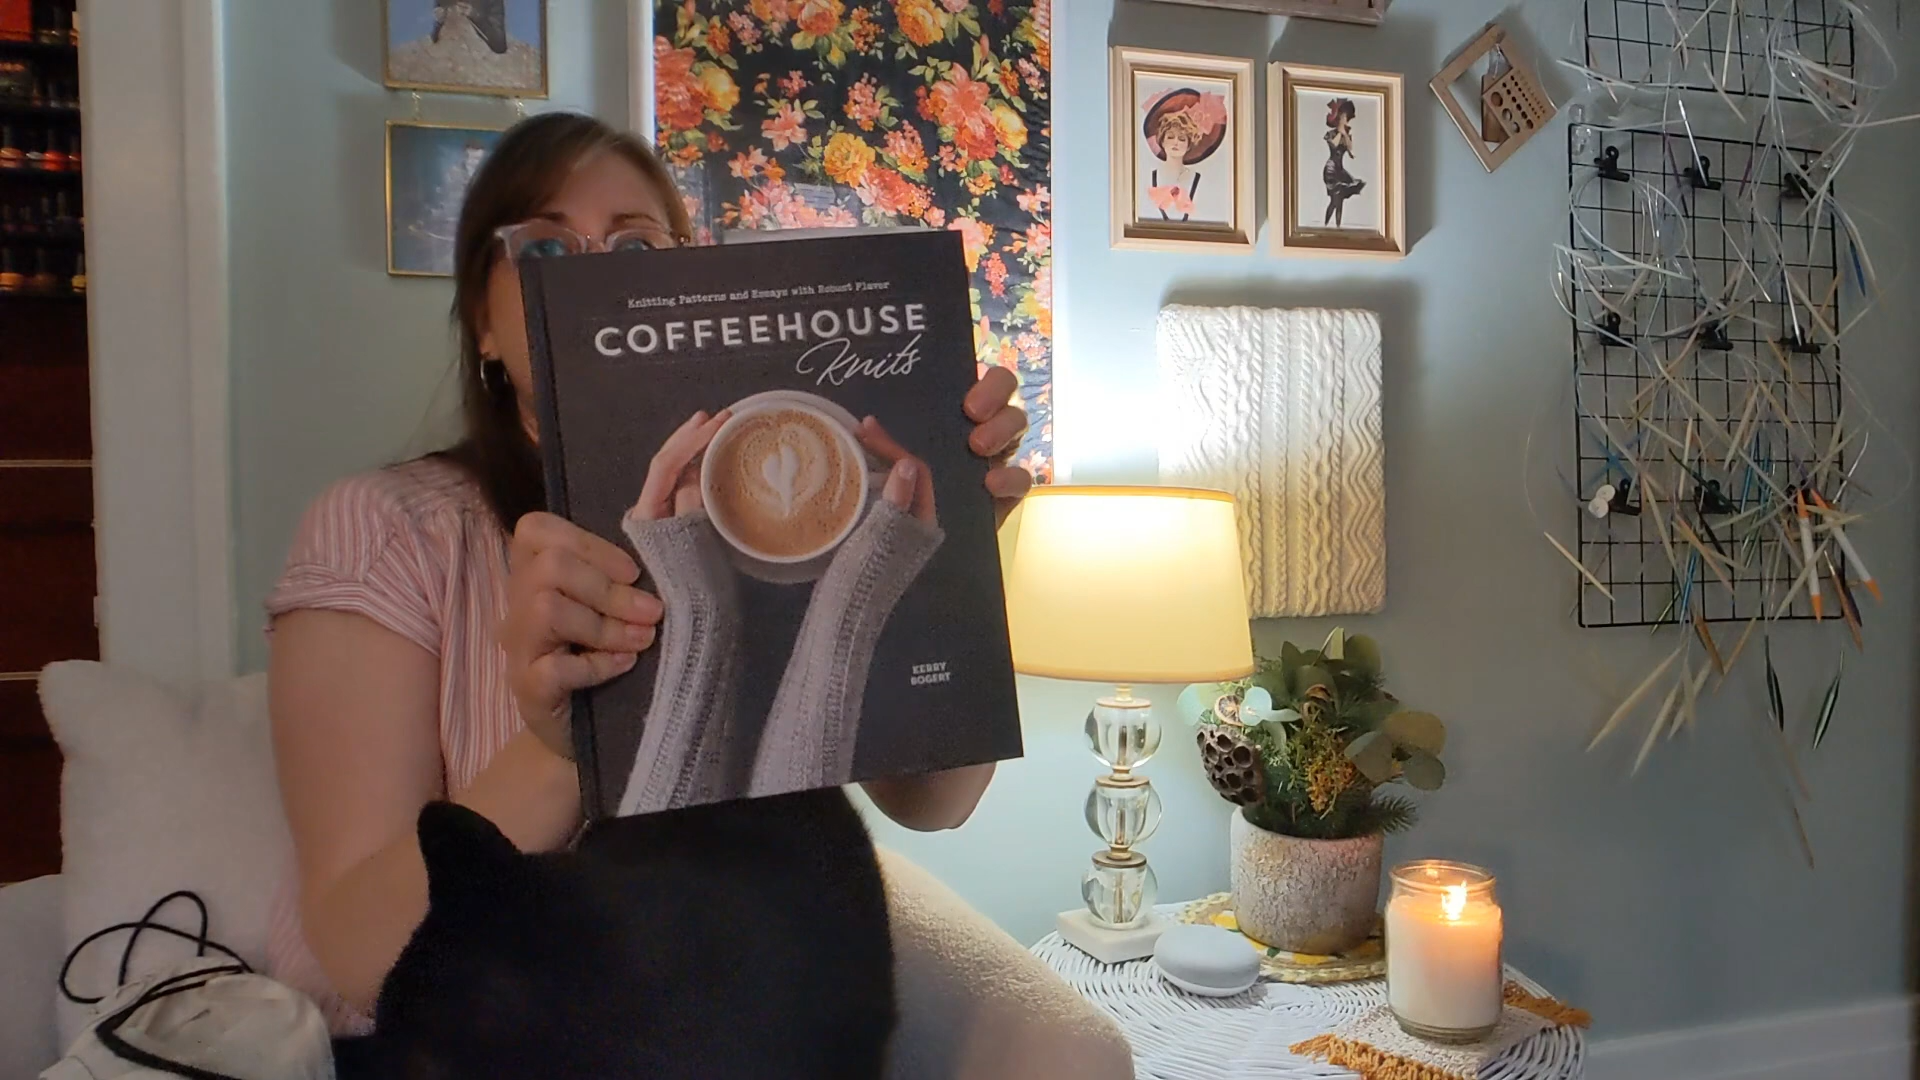 Knitting Patterns and Essays with Robust Flavor
COFFEEHOUSE
Knits
KERRY
BOGERT